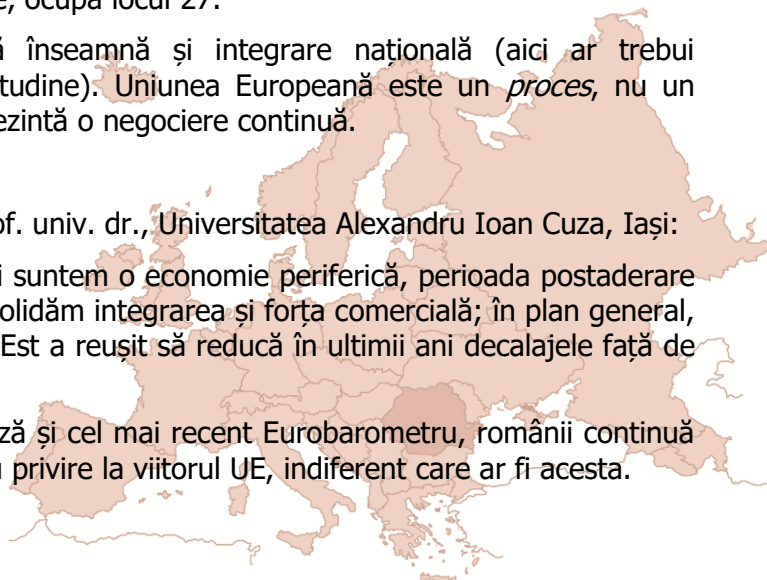 , ocupă locul 27.
înseamnă și integrare națională (aici ar trebui
titudine). Uniunea Europeană este un proces, nu un
ezintă o negociere continuă.
of. univ. dr., Universitatea Alexandru Ioan Cuza, Iași:
i suntem o economie periferică, perioada postaderare
olidăm integrarea și forța comercială; în plan general,
Est a reușit să reducă în ultimii ani decalajele față de
ză și cel mai recent Eurobarometru, românii continuă
u privire la viitorul UE, indiferent care ar fi acesta.